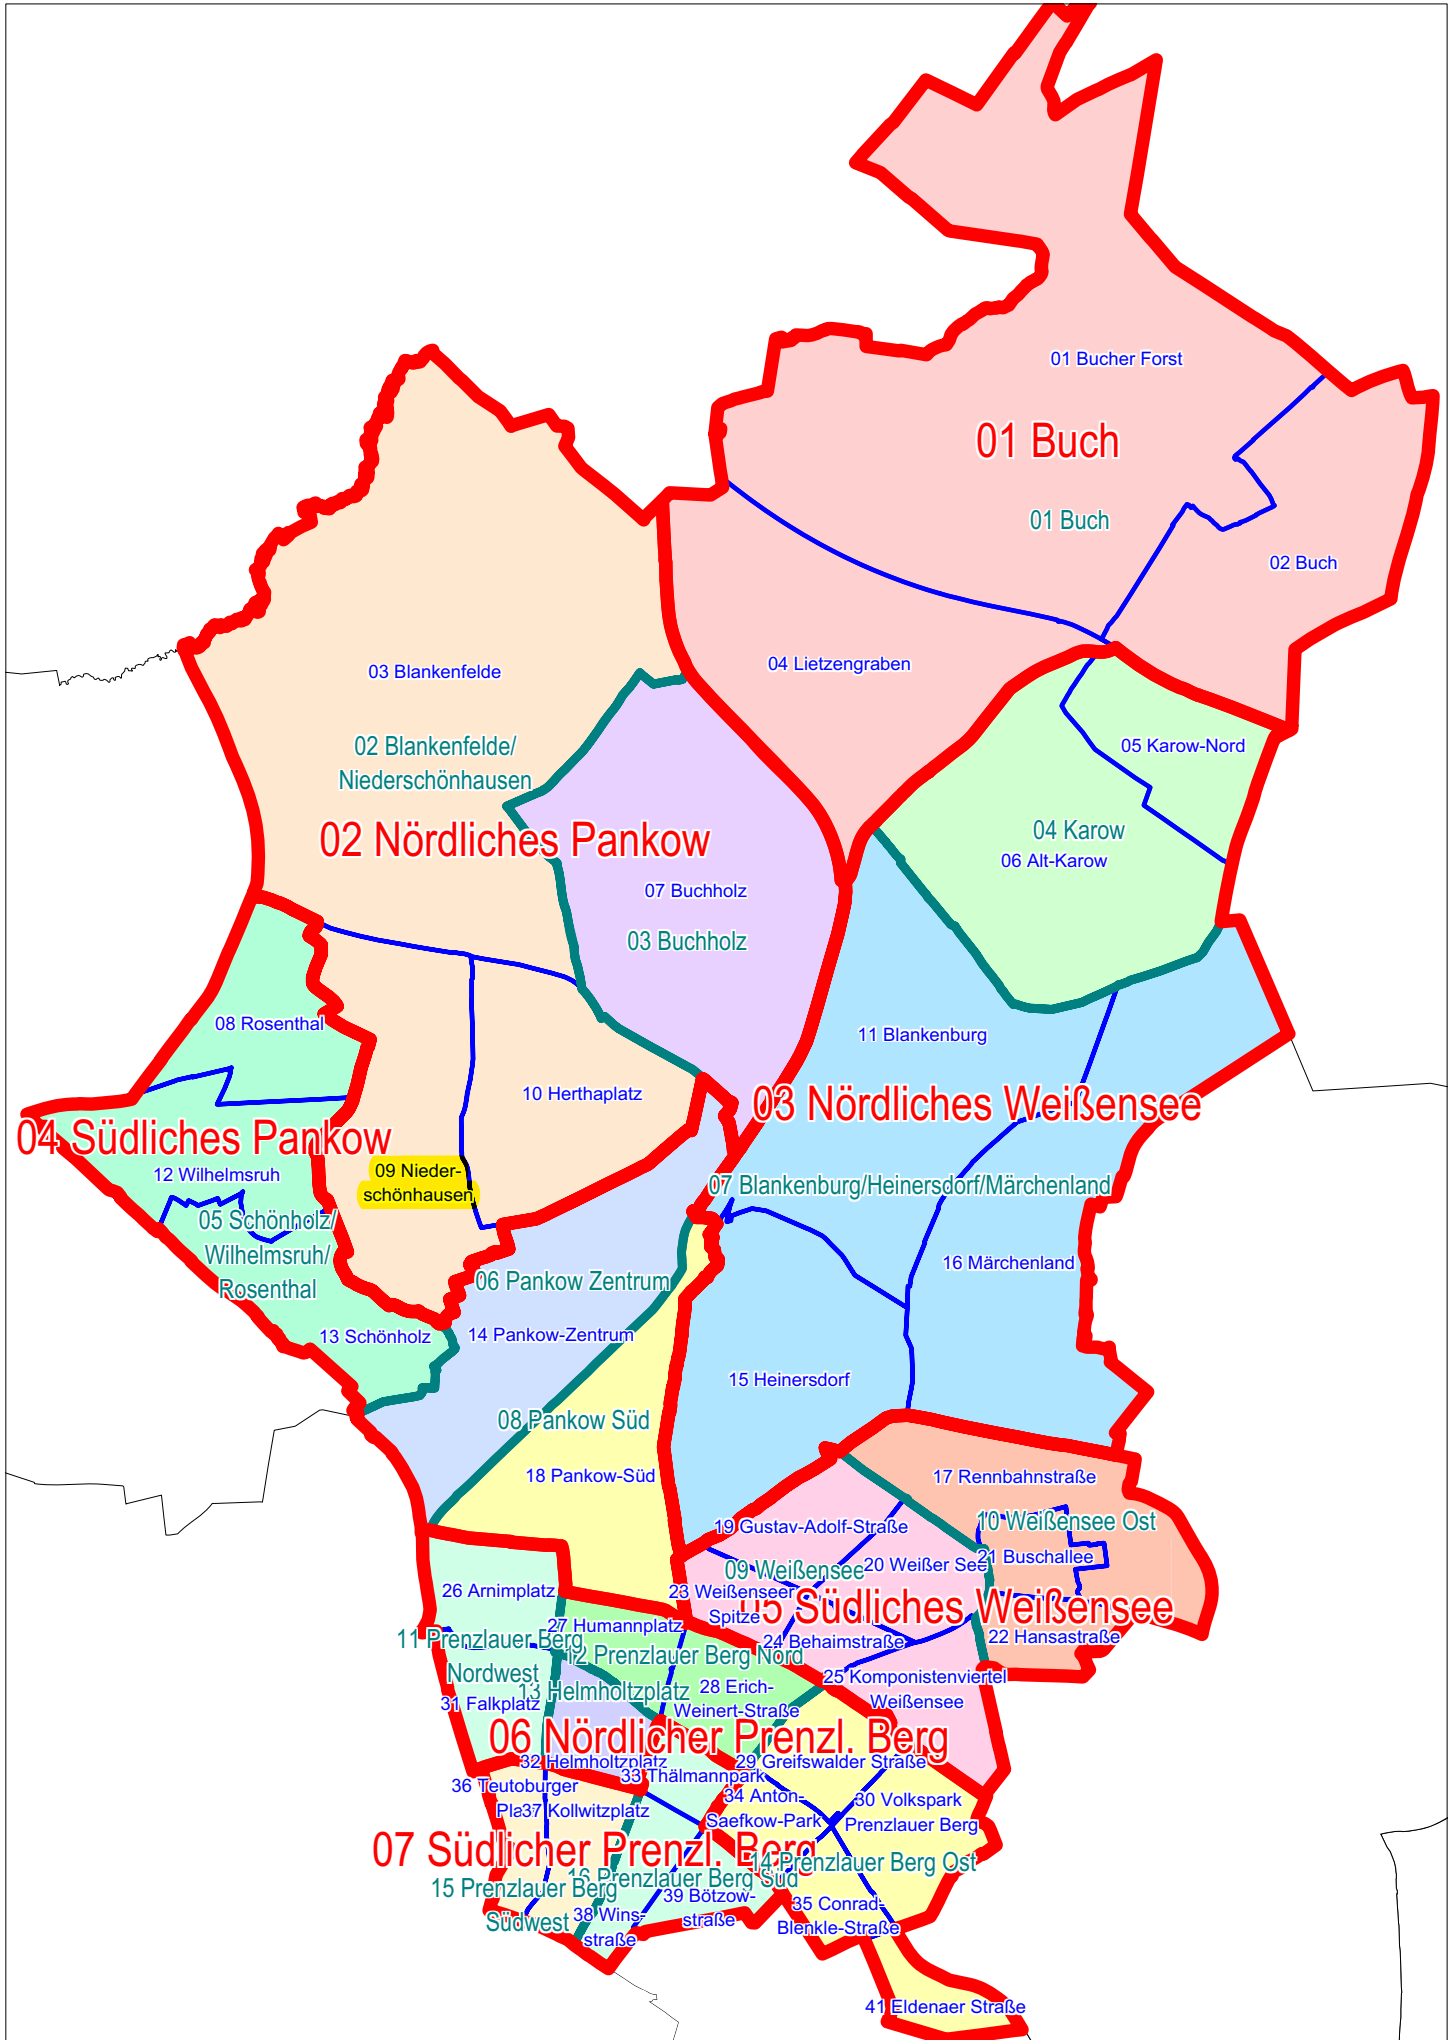 01 Bucher Forst
01 Buch
01 Buch
02 Buch
04 Lietzengraben
03 Blankenfelde
02 Blankenfelde/
Niederschönhausen
02 Nördliches Pankow
05 Karow-Nord
04 Karow
06 Alt-Karow
07 Buchholz
03 Buchholz
08 Rosenthal
11 Blankenburg
10 Herthaplatz
03 Nördliches Weißensee
04 Südliches Pankow
12 Wilhelmsruh
09 Nieder-
schönhausen
07 Blankenburg/Heinersdorf/Märchenland
05 Schönholz/
Wilhelmsruh/
Rosenthal
16 Märchenland
06 Pankow Zentrum
13 Schönholz
14 Pankow-Zentrum
15 Heinersdorf
08 Pankow Süd
18 Pankow-Süd
17 Rennbahnstraße
19 Gustav-Adolf-Straße
10 Weißensee Ost
20 Weißer See
21 Buschallee
09 Weißensee
26 Arnimplatz
23 Weißenseer
Spitze
05 Südliches Weißensee
27 Humannplatz
24 Behaimstraße
22 Hansastraße
11 Prenzlauer Berg
Nordwest
12 Prenzlauer Berg Nord
25 Komponistenviertel
Weißensee
13 Helmholtzplatz
28 Erich-
Weinert-Straße
31 Falkplatz
06 Nördlicher Prenzl. Berg
32 Helmholtzplatz
29 Greifswalder Straße
33 Thälmannpark
36 Teutoburger
Pla
37 Kollwitzplatz
34 Anton-
Saefkow-Park
30 Volkspark
Prenzlauer Berg
07 Südlicher Prenzl. Berg
14 Prenzlauer Berg Ost
16 Prenzlauer Berg Süd
15 Prenzlauer Berg
Südwest
39 Bötzow-
straße
38 Wins-
straße
35 Conrad-
Blenkle-Straße
41 Eldenaer Straße